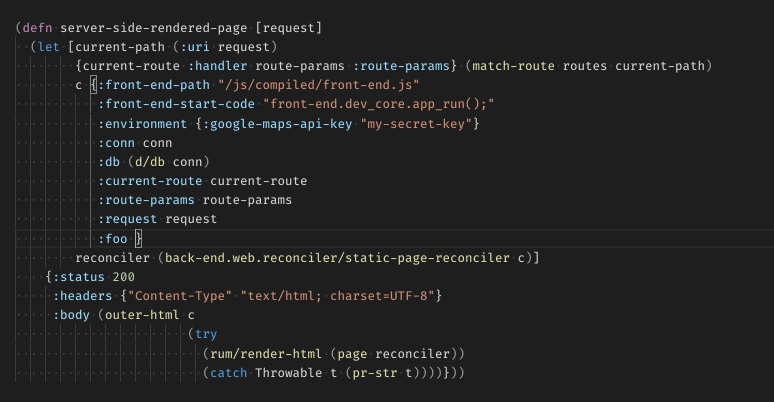 (defn server-side-rendered-page [request]
  (let [current-path (:uri request)
        {current-route :handler route-params :route-params} (match-route routes current-path)
        c {:front-end-path "/js/compiled/front-end.js"
           :front-end-start-code "front-end.dev_core.app_run();"
           :environment {:google-maps-api-key "my-secret-key"}
           :conn conn
           :db (d/db conn)
           :current-route current-route
           :route-params route-params
           :request request
           :foo }
        reconciler (back-end.web.reconciler/static-page-reconciler c)]
    {:status 200
     :headers {"Content-Type" "text/html; charset=UTF-8"}
     :body (outer-html c
                       (try
                         (rum/render-html (page reconciler))
                         (catch Throwable t (pr-str t))))}))